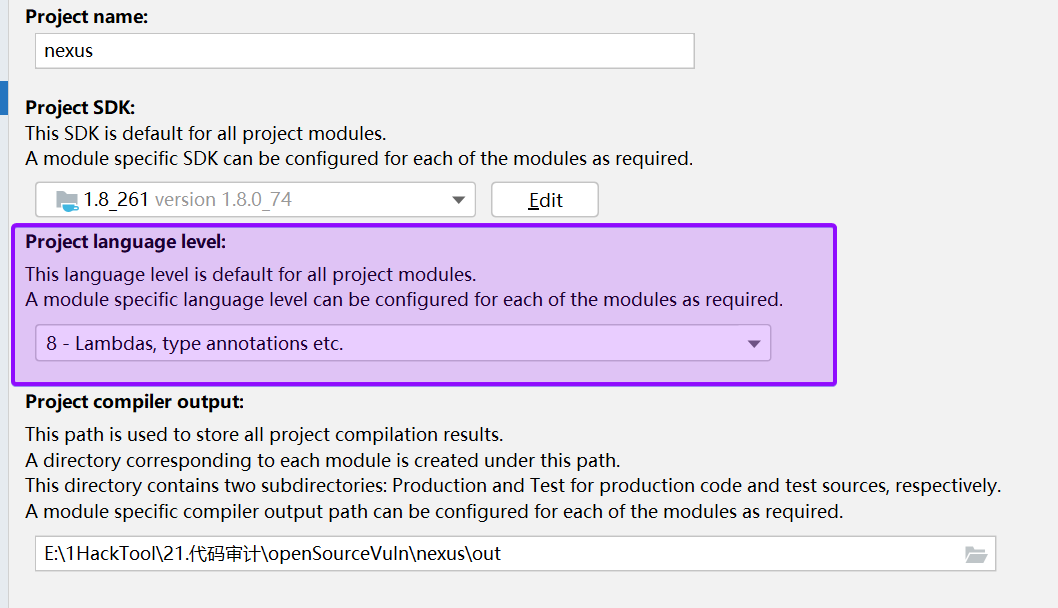 Project name:
nexus
Project SDK:
This SDK is default for all project modules.
A module specific SDK can be configured for each of the modules as required.
1.8_261 version 1.8.0_74
Edit
Project language level:
This language level is default for all project modules.
A module specific language level can be configured for each of the modules as required.
8 - Lambdas, type annotations etc.
Project compiler output:
This path is used to store all project compilation results.
A directory corresponding to each module is created under this path.
This directory contains two subdirectories: Production and Test for production code and test sources, respectively.
A module specific compiler output path can be configured for each of the modules as required.
E:\1HackTool\21.代码审计\openSourceVuln\nexus\out